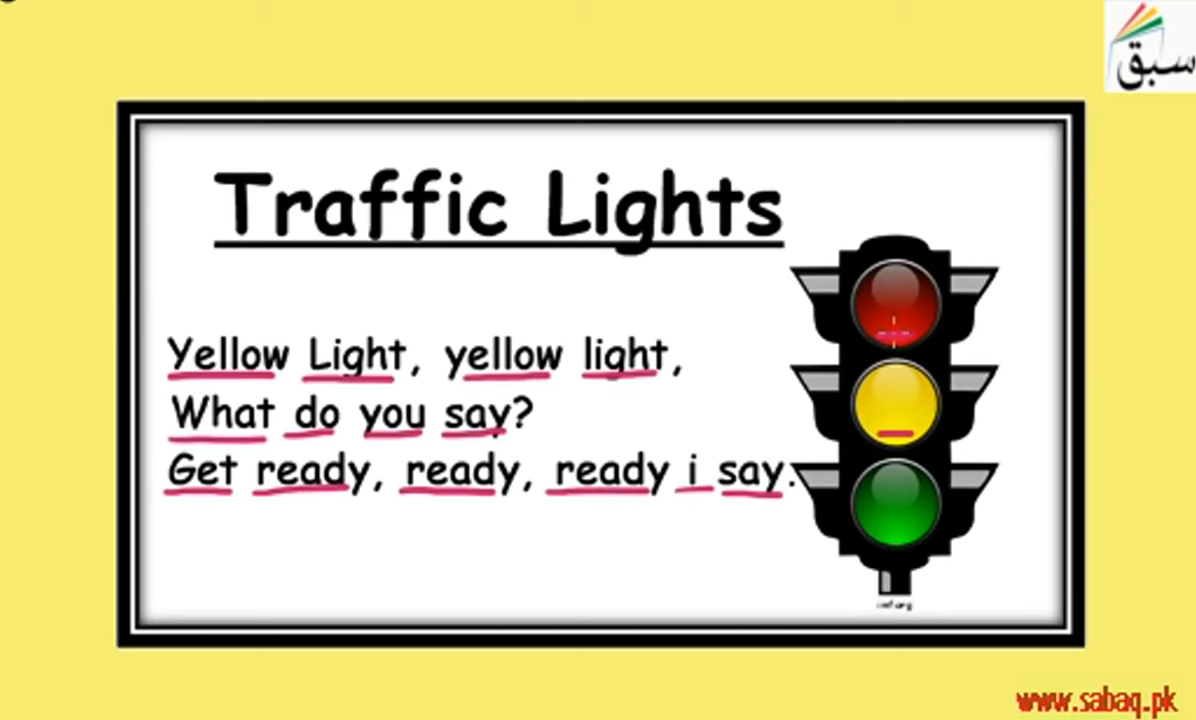 سبق
Traffic Lights
Yellow Light, yellow light,
What do you say?
Get ready, ready, ready i say.
www.sabaq.pk